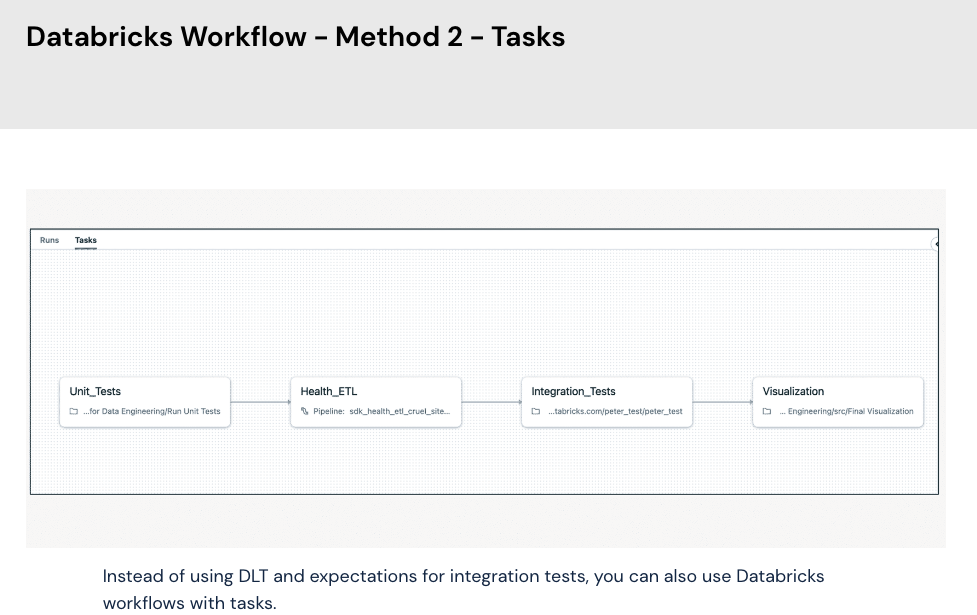 Databricks Workflow – Method 2 – Tasks
Runs Tasks
Unit_Tests
...for Data Engineering/Run Unit Tests
Health_ETL
Pipeline: sdk_health_etl_cruel_site...
Integration_Tests
...tabricks.com/peter_test/peter_test
Visualization
... Engineering/src/Final Visualization
Instead of using DLT and expectations for integration tests, you can also use Databricks
workflows with tasks.